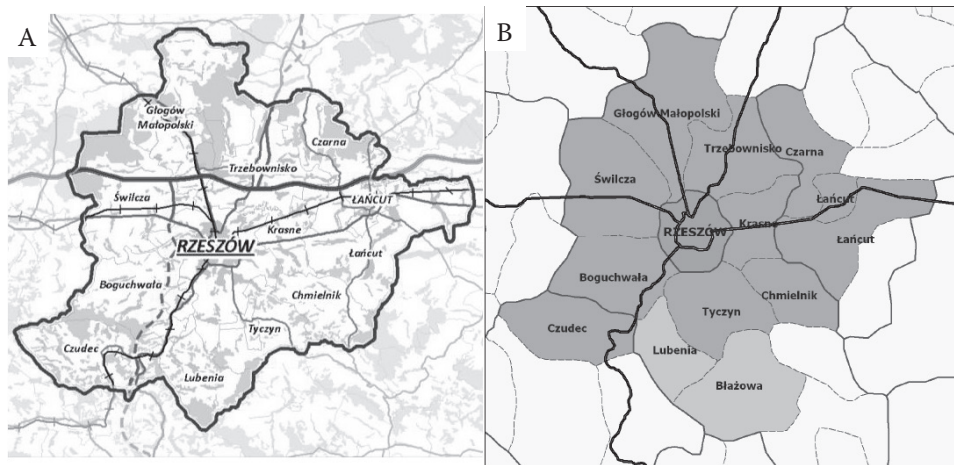 A
Głogów
Małopolski
Czarna
Trzebownisko
Świlcza
ŁAŃCUT
Krasne
RZESZÓW
Łańcut
Boguchwała
Chmielnik
Tyczyn
Czudec
Lubenia
B
Głogów Małopolski
Trzebownisko
Czarna
Świlcza
Łańcut
Krasne
RZESZÓW
Łańcut
Boguchwała
Chmielnik
Tyczyn
Czudec
Lubenia
Błażowa